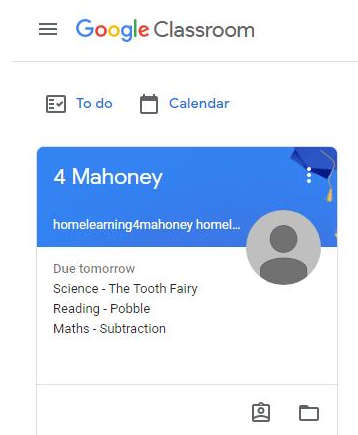 Google Classroom
To do Calendar
4 Mahoney
homelearning4mahoney homel...
Due tomorrow
Science - The Tooth Fairy
Reading - Pobble
Maths - Subtraction